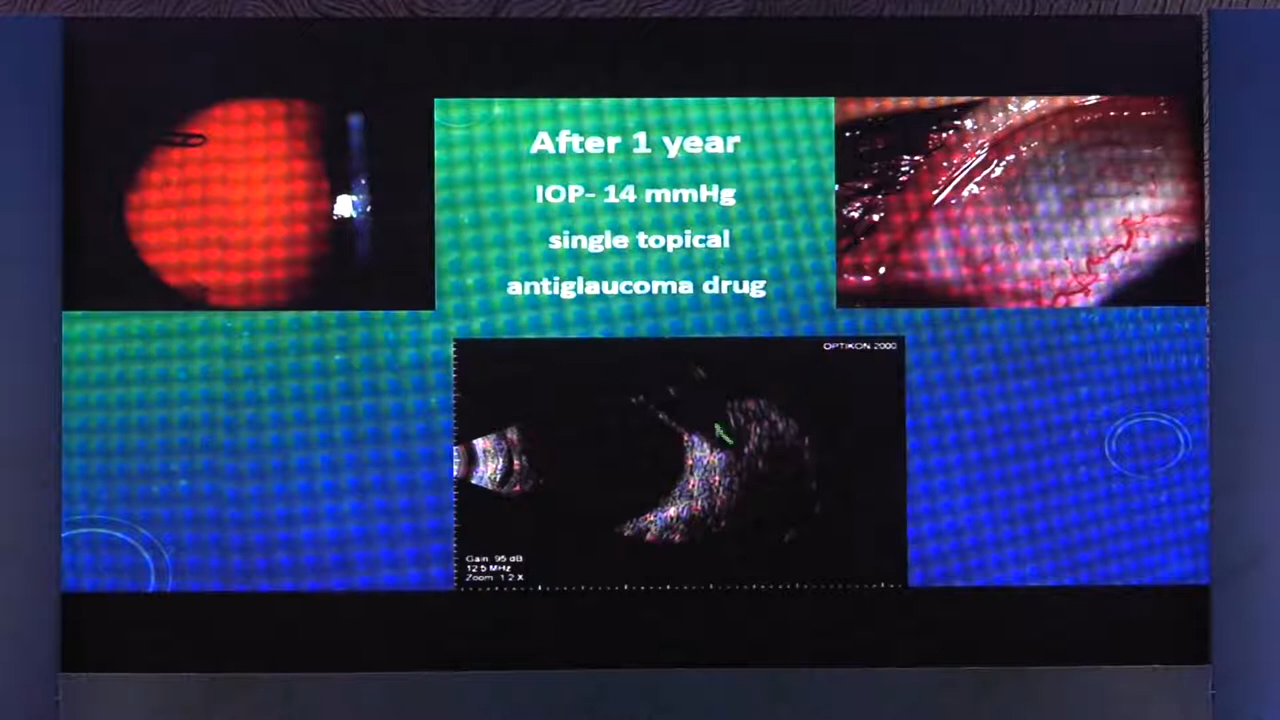 After 1 year
IOP- 14 mmHg
single topical
antiglaucoma drug
OPTIKON 2000
Gain: 95 dB
12.5 MHz
Zoom: 1.2 X